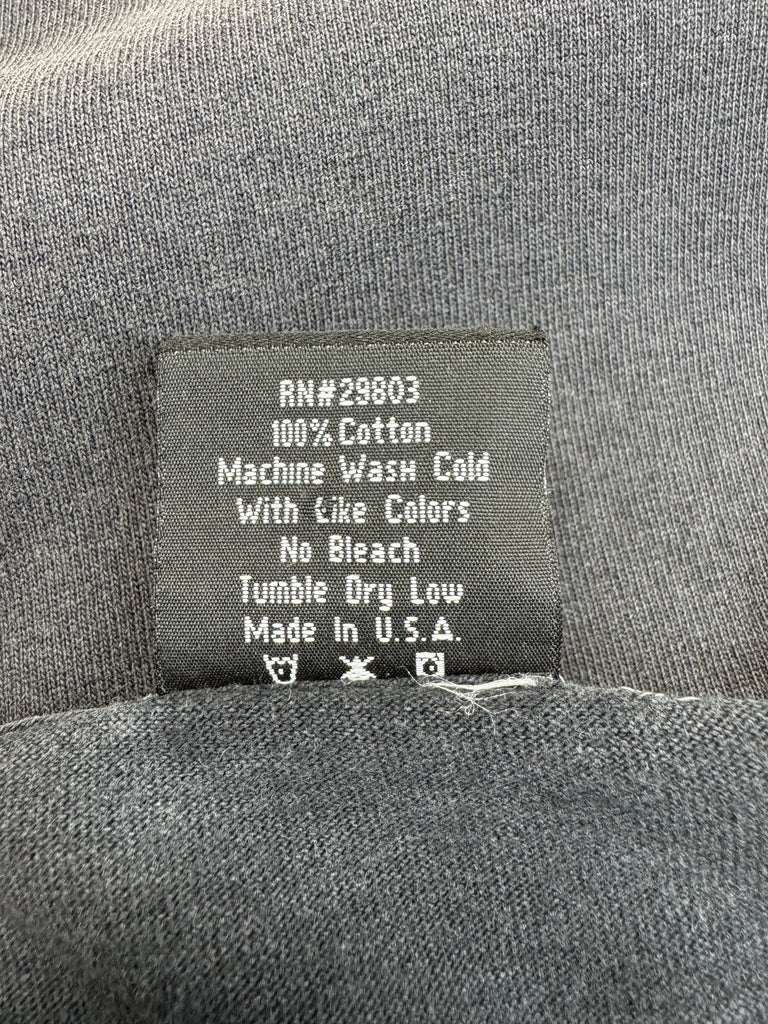 RN#29803
100% Cotton
Machine Wash Cold
With Like Colors
No Bleach
Tumble Dry Low
Made In U.S.A.